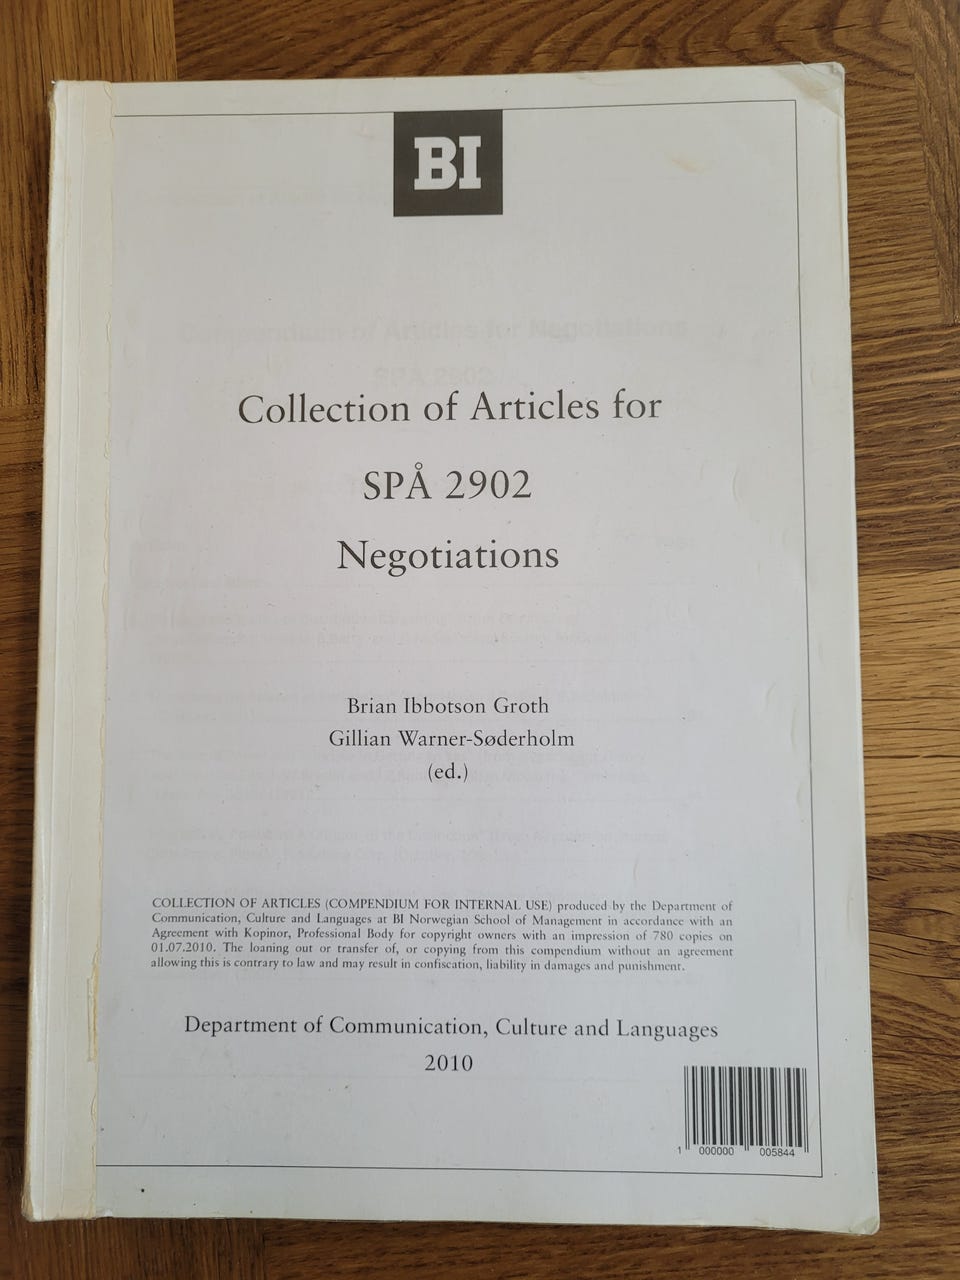 BI
Collection of Articles for
SPÅ 2902
Negotiations
Brian Ibbotson Groth
Gillian Warner-Søderholm
(ed.)
COLLECTION OF ARTICLES (COMPENDIUM FOR INTERNAL USE) produced by the Department of
Communication, Culture and Languages at BI Norwegian School of Management in accordance with an
Agreement with Kopinor, Professional Body for copyright owners with an impression of 780 copies on
01.07.2010. The loaning out or transfer of, or copying from this compendium without an agreement
allowing this is contrary to law and may result in confiscation, liability in damages and punishment.
Department of Communication, Culture and Languages
2010
1 000000 005844